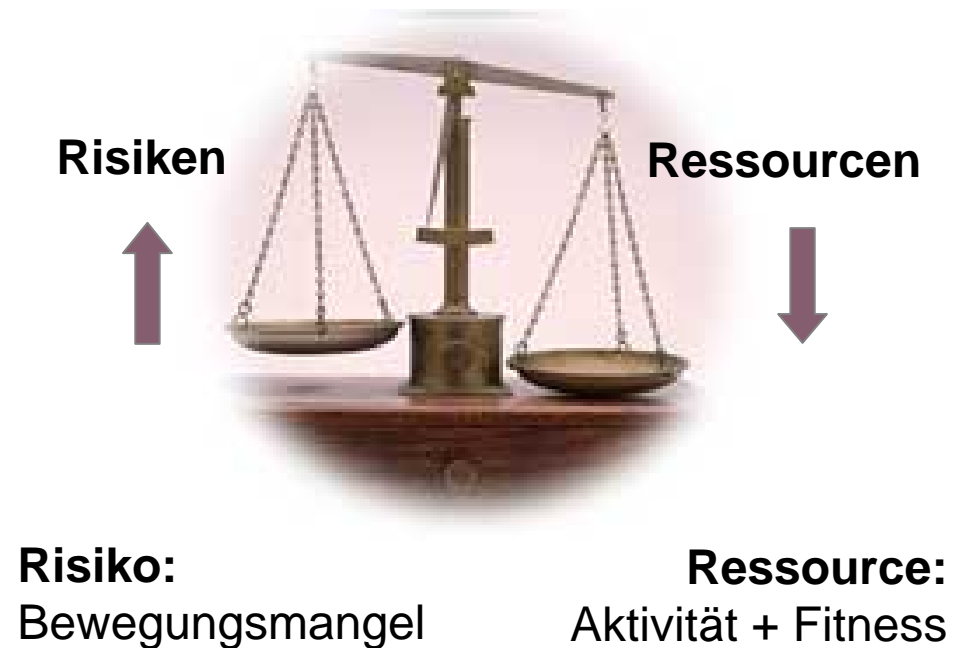 Risiken
Ressourcen
Risiko:
Bewegungsmangel
Ressource:
Aktivität + Fitness